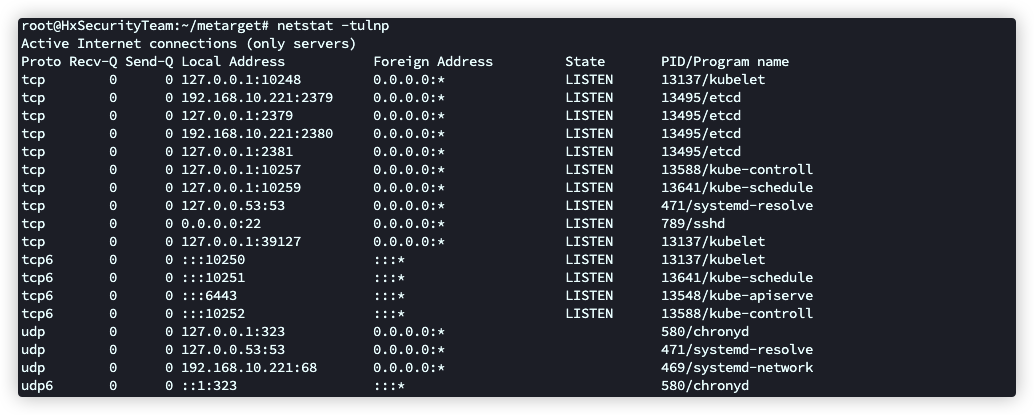 root@HxSecurityTeam:~/metarget# netstat -tulnp
Active Internet connections (only servers)
Proto Recv-Q Send-Q Local Address           Foreign Address         State       PID/Program name
tcp        0      0 127.0.0.1:10248         0.0.0.0:*               LISTEN      13137/kubelet
tcp        0      0 192.168.10.221:2379     0.0.0.0:*               LISTEN      13495/etcd
tcp        0      0 127.0.0.1:2379          0.0.0.0:*               LISTEN      13495/etcd
tcp        0      0 192.168.10.221:2380     0.0.0.0:*               LISTEN      13495/etcd
tcp        0      0 127.0.0.1:2381          0.0.0.0:*               LISTEN      13495/etcd
tcp        0      0 127.0.0.1:10257         0.0.0.0:*               LISTEN      13588/kube-controll
tcp        0      0 127.0.0.1:10259         0.0.0.0:*               LISTEN      13641/kube-schedule
tcp        0      0 127.0.0.53:53           0.0.0.0:*               LISTEN      471/systemd-resolve
tcp        0      0 0.0.0.0:22              0.0.0.0:*               LISTEN      789/sshd
tcp        0      0 127.0.0.1:39127         0.0.0.0:*               LISTEN      13137/kubelet
tcp6       0      0 :::10250                :::*                    LISTEN      13137/kubelet
tcp6       0      0 :::10251                :::*                    LISTEN      13641/kube-schedule
tcp6       0      0 :::6443                 :::*                    LISTEN      13548/kube-apiserve
tcp6       0      0 :::10252                :::*                    LISTEN      13588/kube-controll
udp        0      0 127.0.0.1:323           0.0.0.0:*                           580/chronyd
udp        0      0 127.0.0.53:53           0.0.0.0:*                           471/systemd-resolve
udp        0      0 192.168.10.221:68       0.0.0.0:*                           469/systemd-network
udp6       0      0 ::1:323                 :::*                                580/chronyd